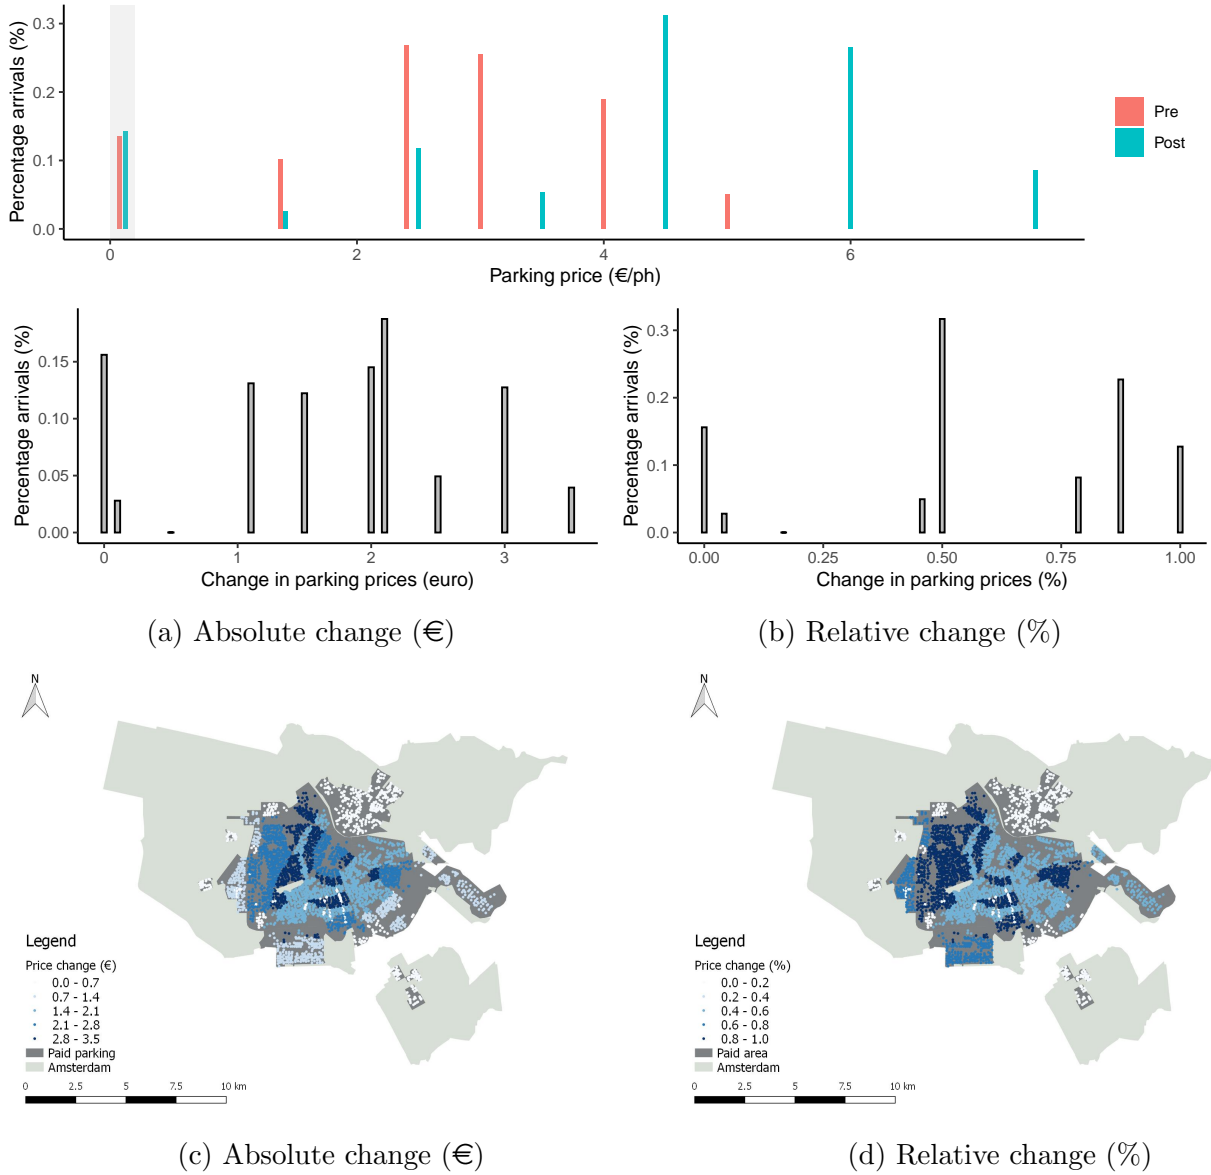 Percentage arrivals (%)
0.3
0.2
0.1
0.0
0 2 4 6
Parking price (€/ph)
Pre
Post
Percentage arrivals (%)
0.15
0.10
0.05
0.00
0 1 2 3
Change in parking prices (euro)
Percentage arrivals (%)
0.3
0.2
0.1
0.0
0.00 0.25 0.50 0.75 1.00
Change in parking prices (%)
(a) Absolute change (€)
(b) Relative change (%)
N
Legend
Price change (€)
0.0 - 0.7
0.7 - 1.4
1.4 - 2.1
2.1 - 2.8
2.8 - 3.5
Paid parking
Amsterdam
0 2.5 5 7.5 10 km
N
Legend
Price change (%)
0.0 - 0.2
0.2 - 0.4
0.4 - 0.6
0.6 - 0.8
0.8 - 1.0
Paid area
Amsterdam
0 2.5 5 7.5 10 km
(c) Absolute change (€)
(d) Relative change (%)